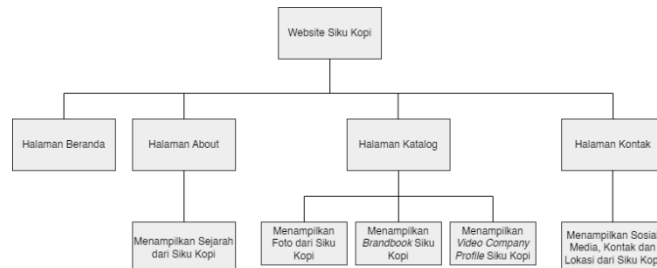 Website Siku Kopi
Halaman Beranda
Halaman About
Halaman Katalog
Halaman Kontak
Menampilkan Sejarah
dari Siku Kopi
Menampilkan
Foto dari Siku
Kopi
Menampilkan
Brandbook Siku
Kopi
Menampilkan
Video Company
Profile Siku Kopi
Menampilkan Sosial
Media, Kontak dan
Lokasi dari Siku Kopi